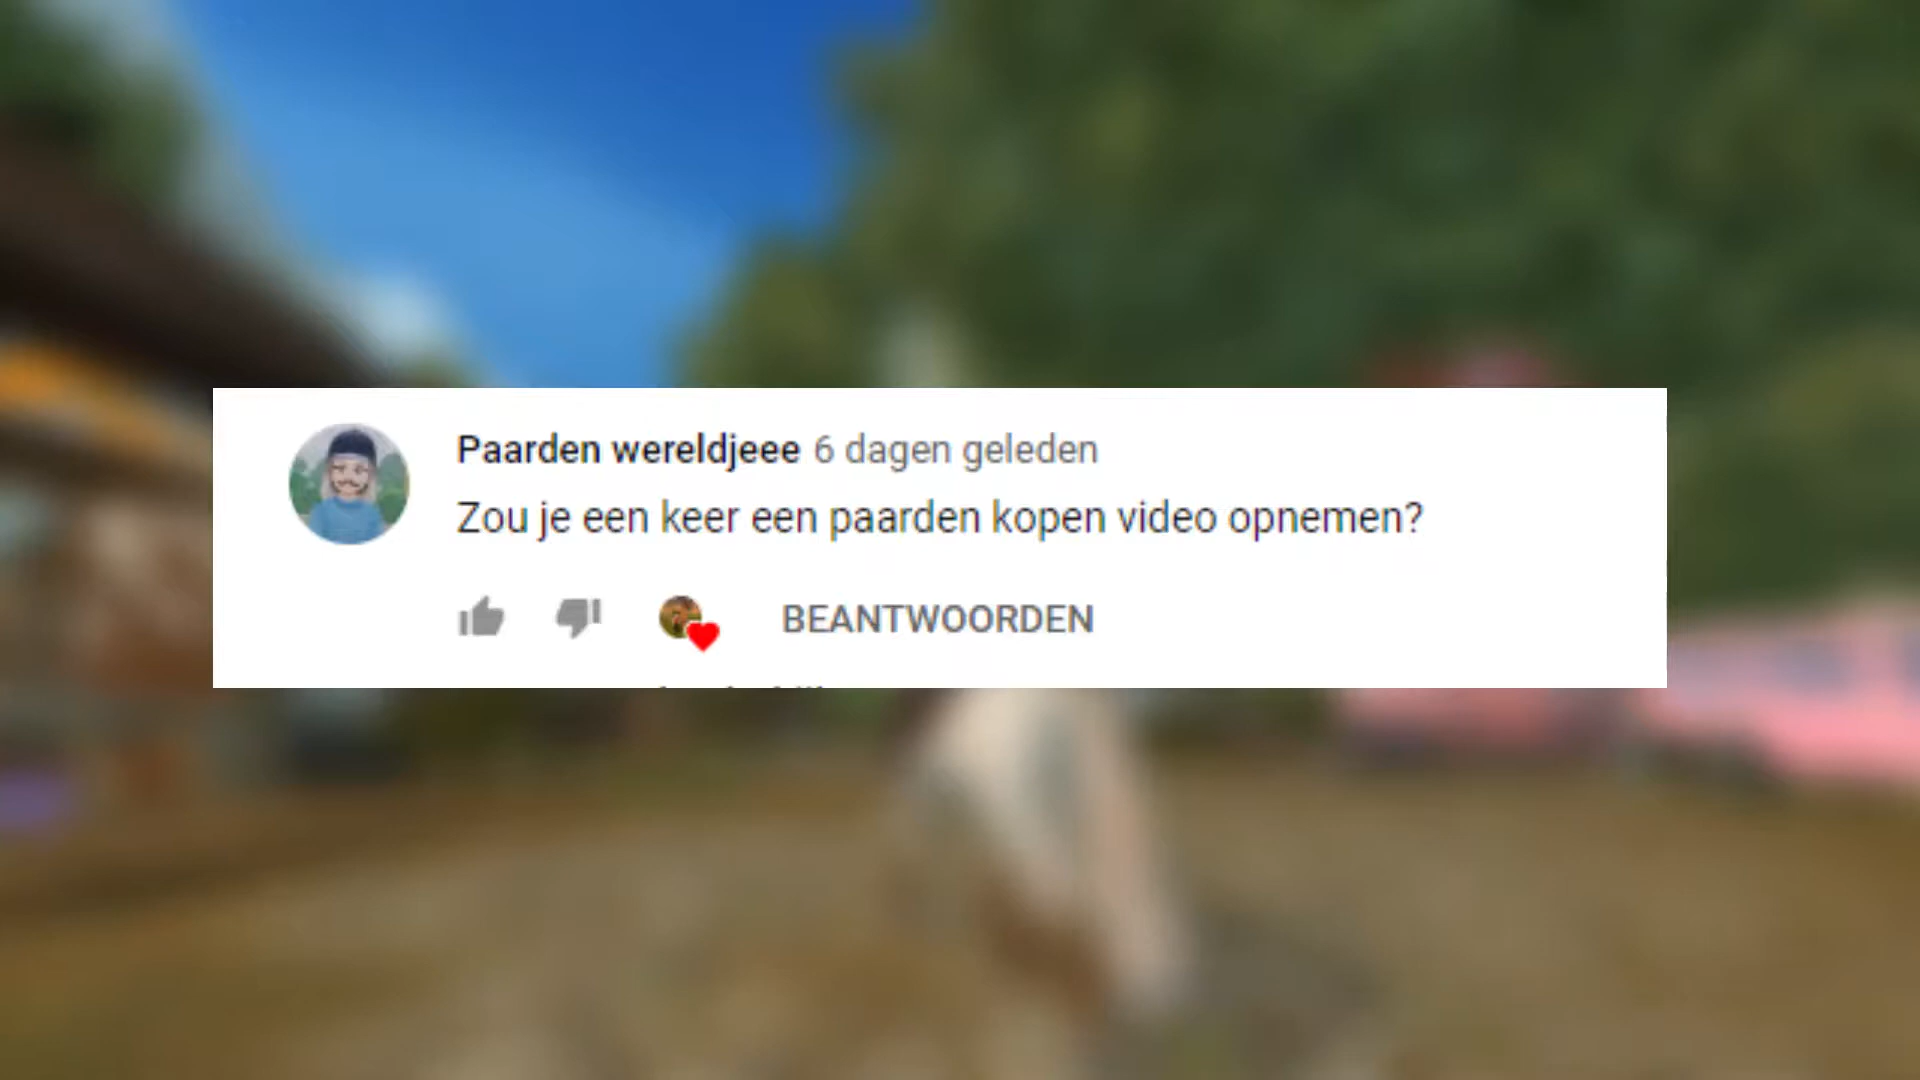 Paarden wereldjeee 6 dagen geleden
Zou je een keer een paarden kopen video opnemen?
BEANTWOORDEN